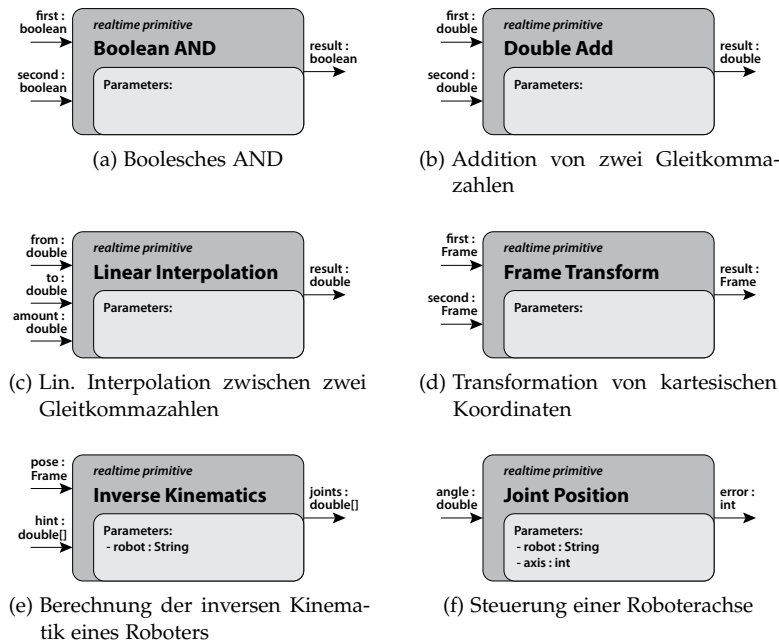 first :
boolean
second :
boolean
realtime primitive
Boolean AND
Parameters:
result :
boolean
(a) Boolesches AND
first :
double
second :
double
realtime primitive
Double Add
Parameters:
result :
double
(b) Addition von zwei Gleitkomma-
zahlen
from :
double
to :
double
amount :
double
realtime primitive
Linear Interpolation
Parameters:
result :
double
(c) Lin. Interpolation zwischen zwei
Gleitkommazahlen
first :
Frame
second :
Frame
realtime primitive
Frame Transform
Parameters:
result :
Frame
(d) Transformation von kartesischen
Koordinaten
pose :
Frame
hint :
double[]
realtime primitive
Inverse Kinematics
Parameters:
- robot : String
joints :
double[]
(e) Berechnung der inversen Kinema-
tik eines Roboters
angle :
double
realtime primitive
Joint Position
Parameters:
- robot : String
- axis : int
error :
int
(f) Steuerung einer Roboterachse